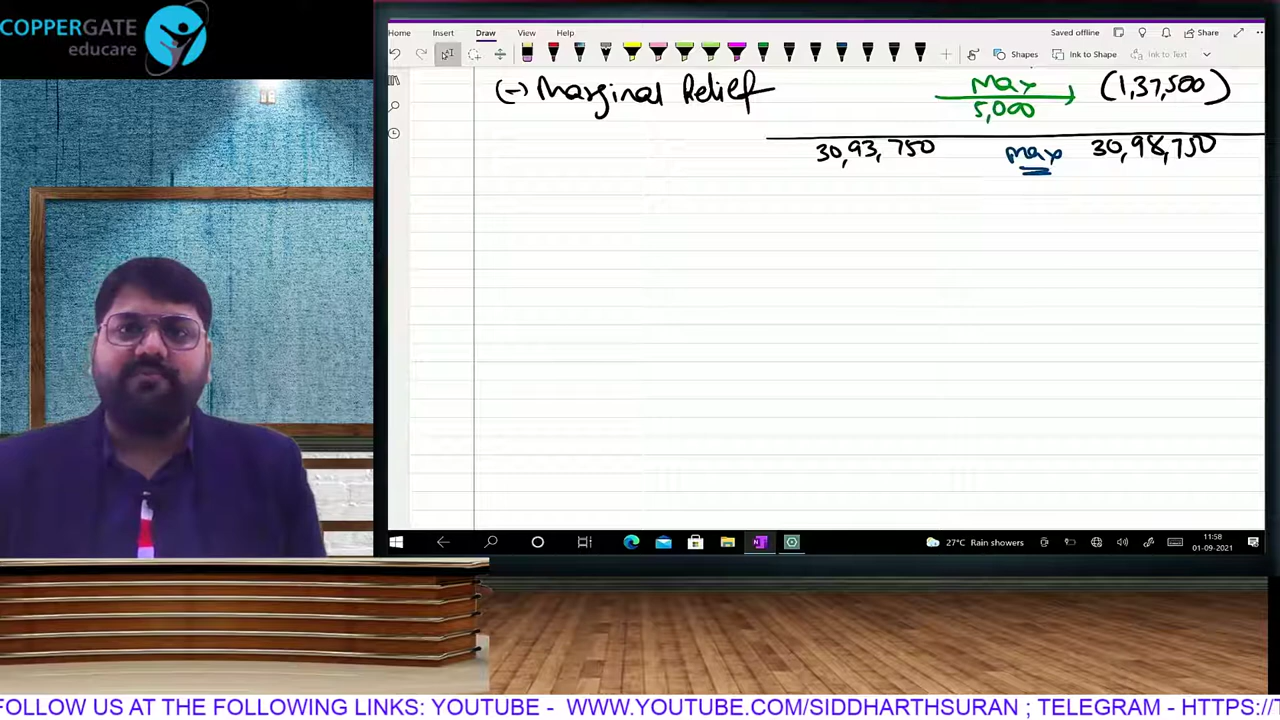 COPPERGATE
educare
Home Insert Draw View Help
Saved offline Share
Shapes Ink to Shape Ink to Text
(-) Marginal Relief Max (1,37,500)
5,000
30,93,750 max 30,98,750
27°C Rain showers
11:58
01-09-2021
FOLLOW US AT THE FOLLOWING LINKS: YOUTUBE - WWW.YOUTUBE.COM/SIDDHARTHSURAN ; TELEGRAM - HTTPS://